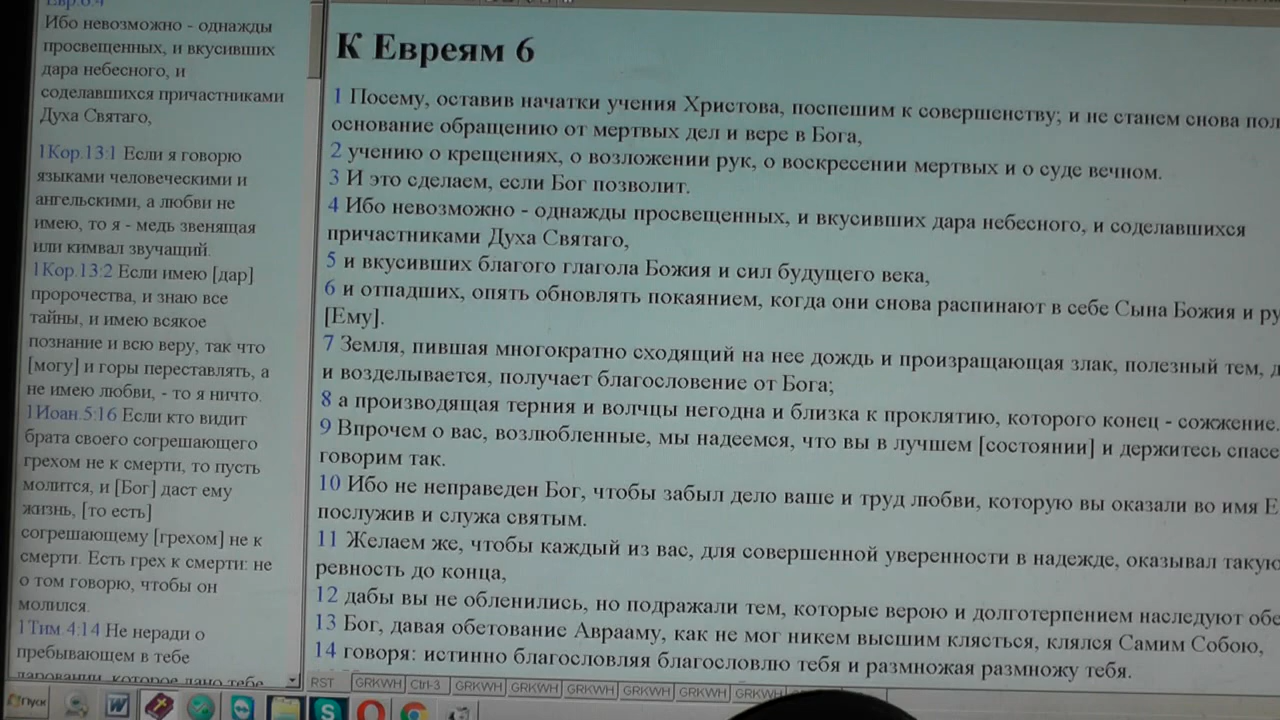 Евр.6:4
Ибо невозможно - однажды
просвещенных, и вкусивших
дара небесного, и
соделавшихся причастниками
Духа Святаго,
1Кор.13:1 Если я говорю
языками человеческими и
ангельскими, а любви не
имею, то я - медь звенящая
или кимвал звучащий.
1Кор.13:2 Если имею [дар]
пророчества, и знаю все
тайны, и имею всякое
познание и всю веру, так что
[могу] и горы переставлять, а
не имею любви, - то я ничто.
1Иоан.5:16 Если кто видит
брата своего согрешающего
грехом не к смерти, то пусть
молится, и [Бог] даст ему
жизнь, [то есть]
согрешающему [грехом] не к
смерти. Есть грех к смерти: не
о том говорю, чтобы он
молился.
1Тим.4:14 Не неради о
пребывающем в тебе
даровании, которое дано тебе
К Евреям 6
1 Посему, оставив начатки учения Христова, поспешим к совершенству; и не станем снова пол
основание обращению от мертвых дел и вере в Бога,
2 учению о крещениях, о возложении рук, о воскресении мертвых и о суде вечном.
3 И это сделаем, если Бог позволит.
4 Ибо невозможно - однажды просвещенных, и вкусивших дара небесного, и соделавшихся
причастниками Духа Святаго,
5 и вкусивших благого глагола Божия и сил будущего века,
6 и отпадших, опять обновлять покаянием, когда они снова распинают в себе Сына Божия и ру
[Ему].
7 Земля, пившая многократно сходящий на нее дождь и произращающая злак, полезный тем, д
и возделывается, получает благословение от Бога;
8 а производящая терния и волчцы негодна и близка к проклятию, которого конец - сожжение.
9 Впрочем о вас, возлюбленные, мы надеемся, что вы в лучшем [состоянии] и держитесь спасе
говорим так.
10 Ибо не неправеден Бог, чтобы забыл дело ваше и труд любви, которую вы оказали во имя Е
послужив и служа святым.
11 Желаем же, чтобы каждый из вас, для совершенной уверенности в надежде, оказывал такую
ревность до конца,
12 дабы вы не обленились, но подражали тем, которые верою и долготерпением наследуют обе
13 Бог, давая обетование Аврааму, как не мог никем высшим клясться, клялся Самим Собою,
14 говоря: истинно благословляя благословлю тебя и размножая размножу тебя.
RST GRKWH Ctrl-3 GRKWH GRKWH GRKWH GRKWH GRKWH GRKWH
Пуск